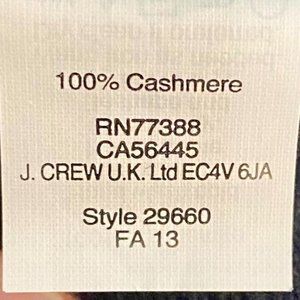 100% Cashmere
RN77388
CA56445
J. CREW U.K. Ltd EC4V 6JA
Style 29660
FA 13